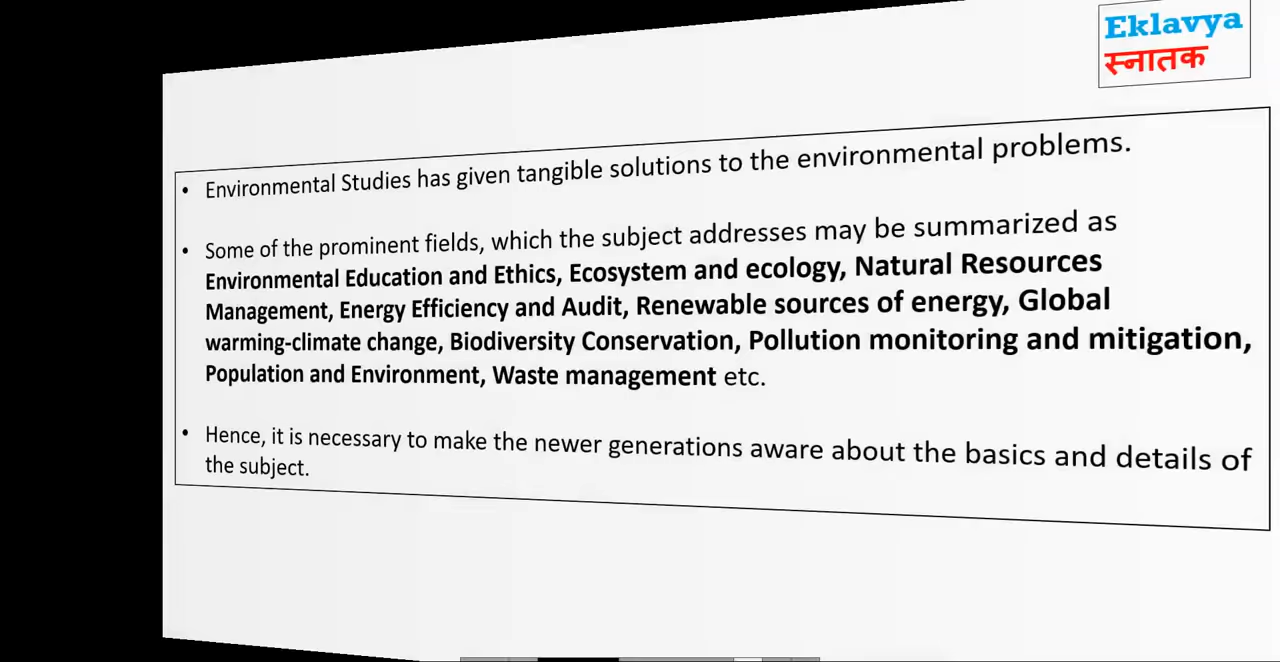 Eklavya
स्नातक
• Environmental Studies has given tangible solutions to the environmental problems.
• Some of the prominent fields, which the subject addresses may be summarized as
Environmental Education and Ethics, Ecosystem and ecology, Natural Resources
Management, Energy Efficiency and Audit, Renewable sources of energy, Global
warming-climate change, Biodiversity Conservation, Pollution monitoring and mitigation,
Population and Environment, Waste management etc.
• Hence, it is necessary to make the newer generations aware about the basics and details of
the subject.